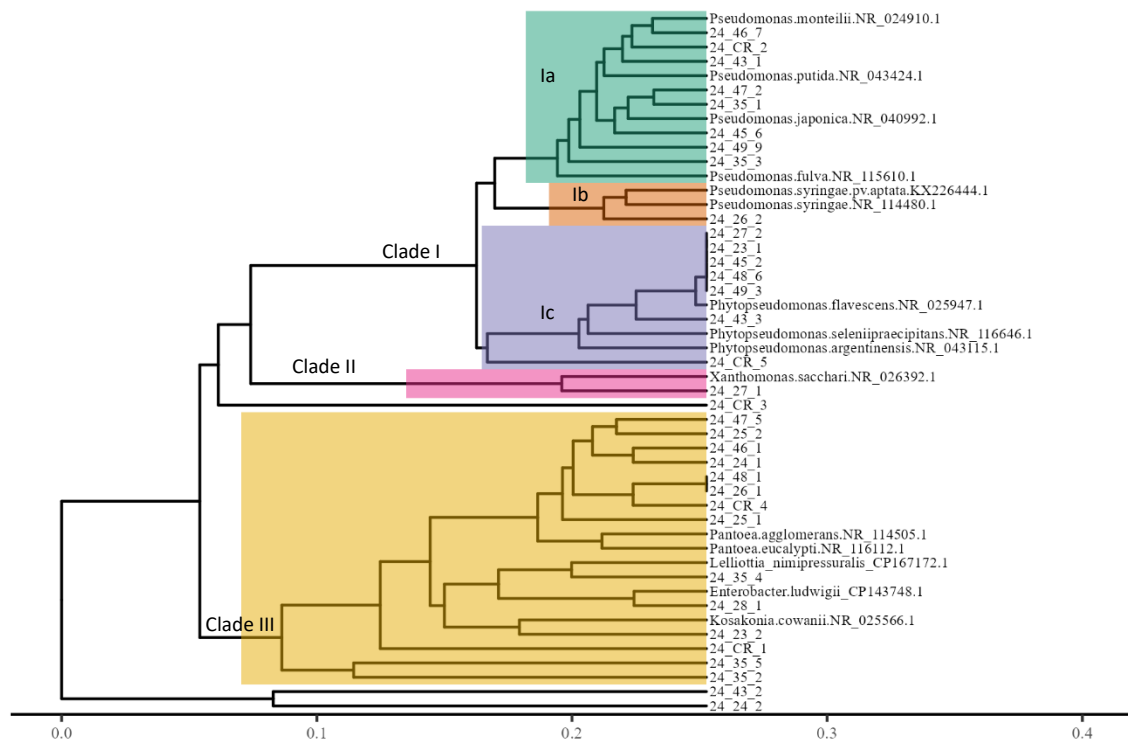 Pseudomonas.monteilii.NR_024910.1
24_46_7
24_CR_2
24_43_1
Ia
Pseudomonas.putida.NR_043424.1
24_47_2
24_35_1
Pseudomonas.japonica.NR_040992.1
24_45_6
24_49_9
24_35_3
Pseudomonas.fulva.NR_115610.1
Ib
Pseudomonas.syringae.pv.aptata.KX226444.1
Pseudomonas.syringae.NR_114480.1
24_26_2
24_27_2
Clade I
24_23_1
24_45_2
24_48_6
24_49_3
Phytopseudomonas.flavescens.NR_025947.1
Ic
24_43_3
Phytopseudomonas.seleniipraecipitans.NR_116646.1
Phytopseudomonas.argentinensis.NR_043115.1
24_CR_5
Clade II
Xanthomonas.sacchari.NR_026392.1
24_27_1
24_CR_3
24_47_5
24_25_2
24_46_1
24_24_1
24_48_1
24_26_1
24_CR_4
24_25_1
Pantoea.agglomerans.NR_114505.1
Pantoea.eucalypti.NR_116112.1
Lelliottia_nimipressuralis_CP167172.1
24_35_4
Enterobacter.ludwigii_CP143748.1
24_28_1
Kosakonia.cowanii.NR_025566.1
Clade III
24_23_2
24_CR_1
24_35_5
24_35_2
24_43_2
24_24_2
0.0 0.1 0.2 0.3 0.4